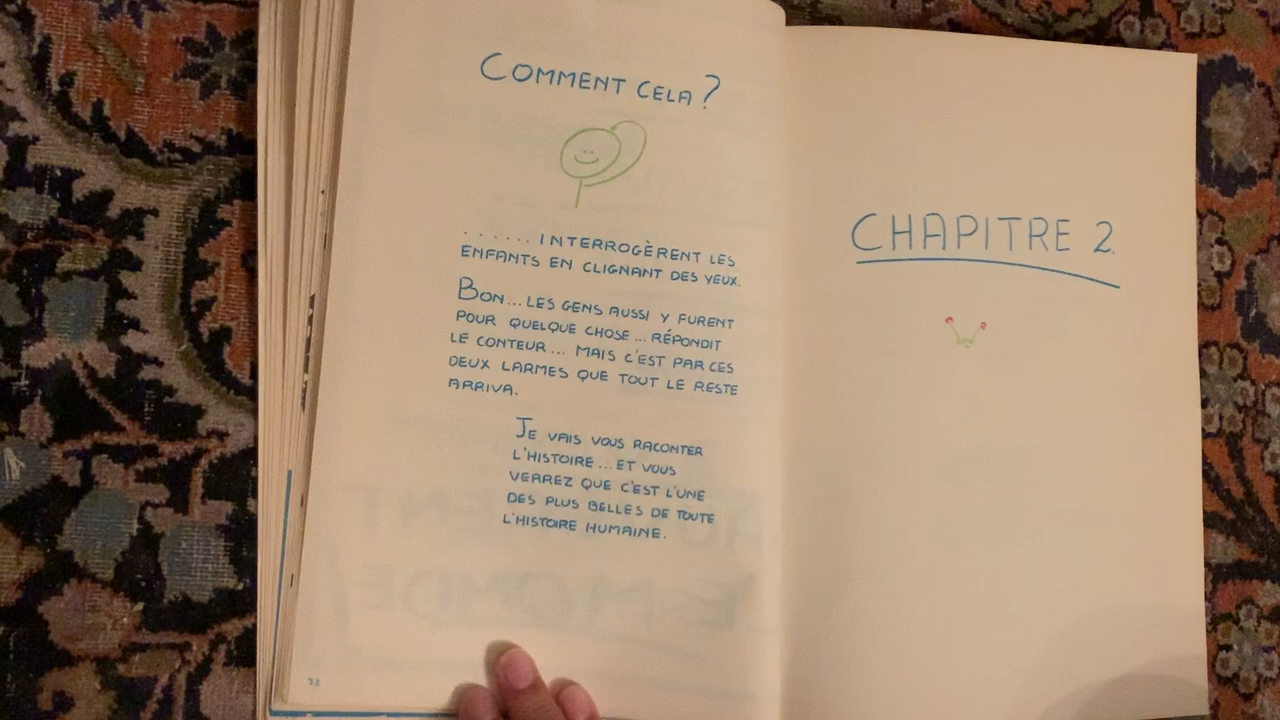 COMMENT CELA?
. . . . . . INTERROGÈRENT LES
ENFANTS EN CLIGNANT DES YEUX.
BON... LES GENS AUSSI Y FURENT
POUR QUELQUE CHOSE... RÉPONDIT
LE CONTEUR... MAIS C'EST PAR CES
DEUX LARMES QUE TOUT LE RESTE
ARRIVA.
JE VAIS VOUS RACONTER
L'HISTOIRE... ET VOUS
VERREZ QUE C'EST L'UNE
DES PLUS BELLES DE TOUTE
L'HISTOIRE HUMAINE.
CHAPITRE 2.